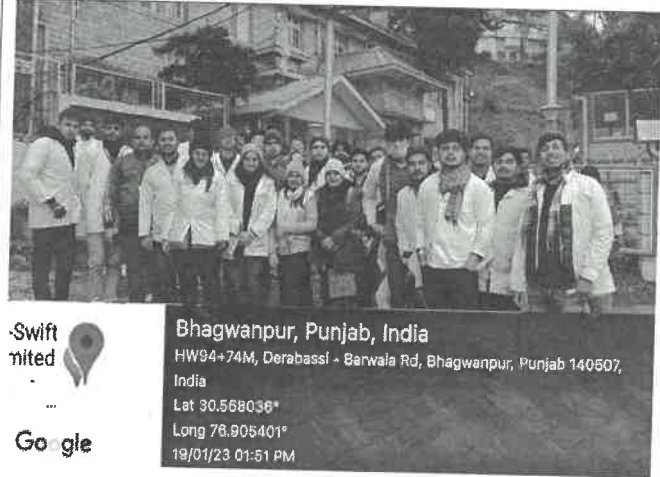 -Swift
mited
Google
Bhagwanpur, Punjab, India
HW94+74M, Derabassi - Barwala Rd, Bhagwanpur, Punjab 140507,
India
Lat 30.568036°
Long 76.905401°
19/01/23 01:51 PM